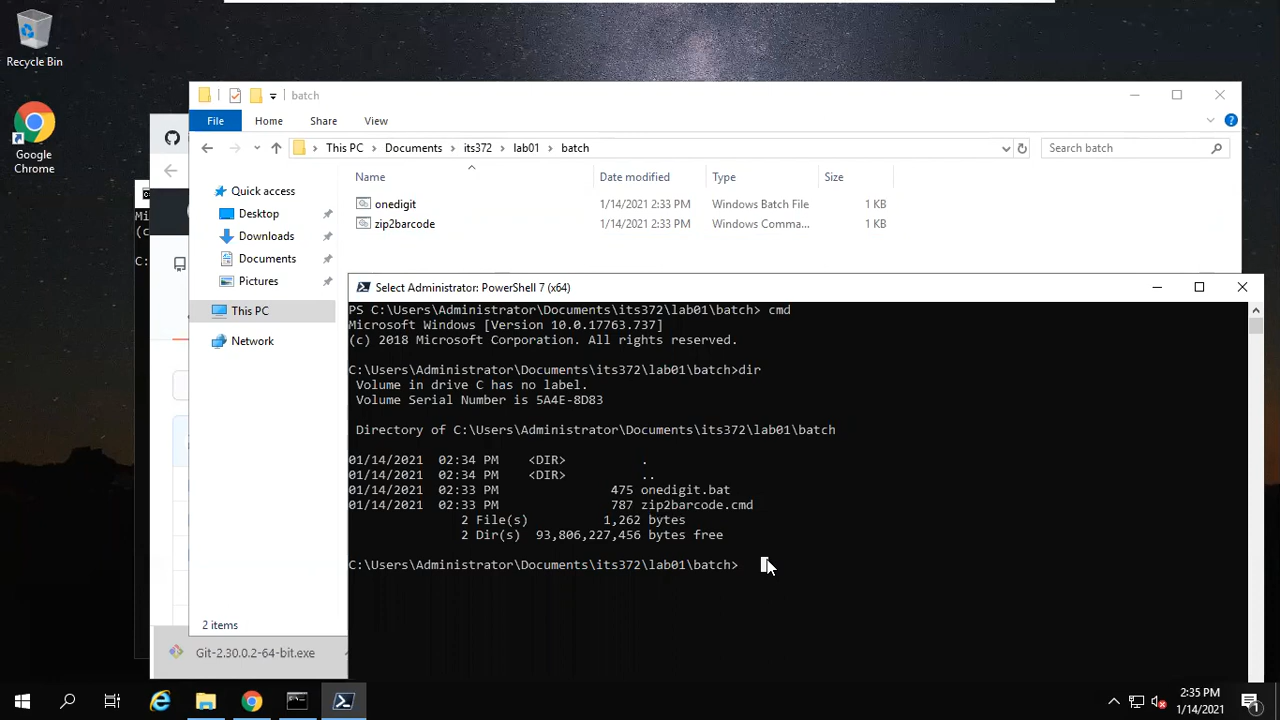 Recycle Bin
Google
Chrome
batch
File
Home
Share
View
This PC
Documents
its372
lab01
batch
Search batch
Name
Date modified
Type
Size
Quick access
Desktop
Downloads
Documents
Pictures
This PC
Network
onedigit
1/14/2021 2:33 PM
Windows Batch File
1 KB
zip2barcode
1/14/2021 2:33 PM
Windows Comma...
1 KB
2 items
Mi
(c
C:
Select Administrator: PowerShell 7 (x64)
PS C:\Users\Administrator\Documents\its372\lab01\batch> cmd
Microsoft Windows [Version 10.0.17763.737]
(c) 2018 Microsoft Corporation. All rights reserved.
C:\Users\Administrator\Documents\its372\lab01\batch>dir
Volume in drive C has no label.
Volume Serial Number is 5A4E-8D83
Directory of C:\Users\Administrator\Documents\its372\lab01\batch
01/14/2021 02:34 PM <DIR> .
01/14/2021 02:34 PM <DIR> ..
01/14/2021 02:33 PM 475 onedigit.bat
01/14/2021 02:33 PM 787 zip2barcode.cmd
2 File(s) 1,262 bytes
2 Dir(s) 93,806,227,456 bytes free
C:\Users\Administrator\Documents\its372\lab01\batch>
Git-2.30.0.2-64-bit.exe
2:35 PM
1/14/2021
1